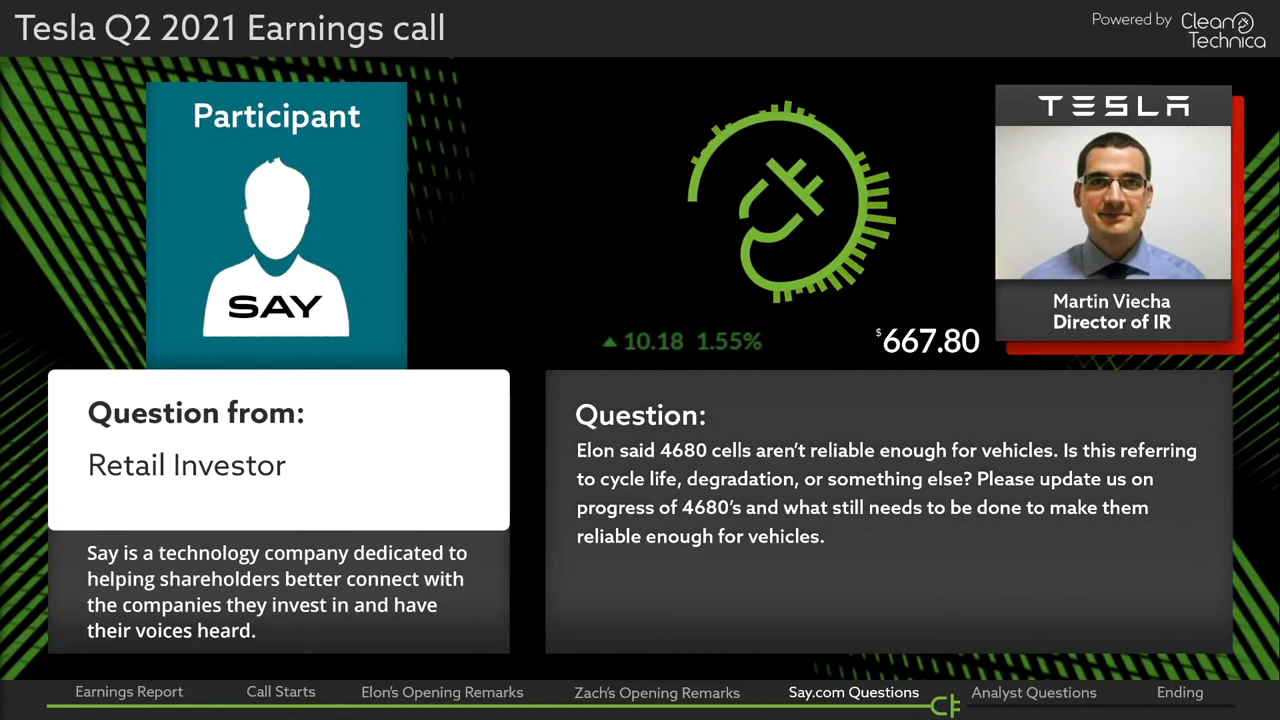 Tesla Q2 2021 Earnings call
Powered by
Clean
Technica
Participant
SAY
TESLA
Martin Viecha
Director of IR
▲ 10.18 1.55%
$667.80
Question from:
Retail Investor
Say is a technology company dedicated to
helping shareholders better connect with
the companies they invest in and have
their voices heard.
Question:
Elon said 4680 cells aren’t reliable enough for vehicles. Is this referring
to cycle life, degradation, or something else? Please update us on
progress of 4680’s and what still needs to be done to make them
reliable enough for vehicles.
Earnings Report
Call Starts
Elon’s Opening Remarks
Zach’s Opening Remarks
Say.com Questions
Analyst Questions
Ending